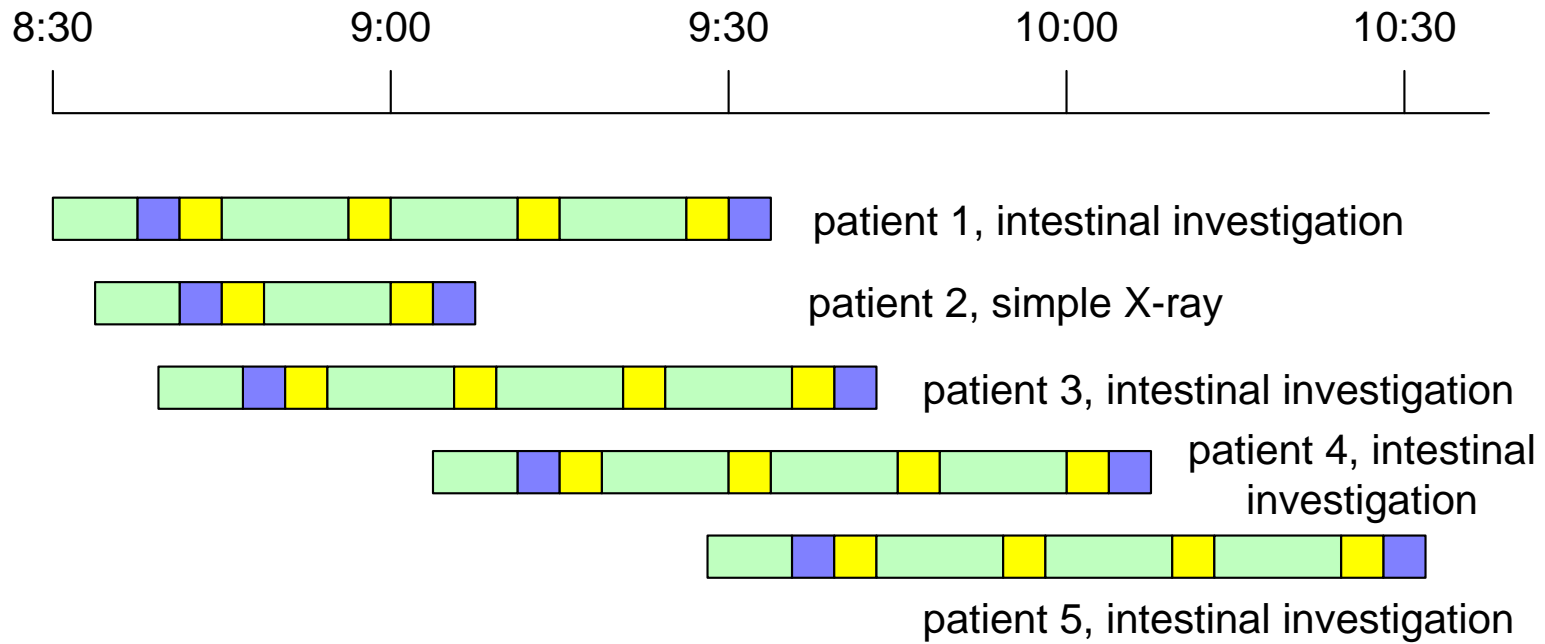 8:30 9:00 9:30 10:00 10:30
patient 1, intestinal investigation
patient 2, simple X-ray
patient 3, intestinal investigation
patient 4, intestinal
investigation
patient 5, intestinal investigation